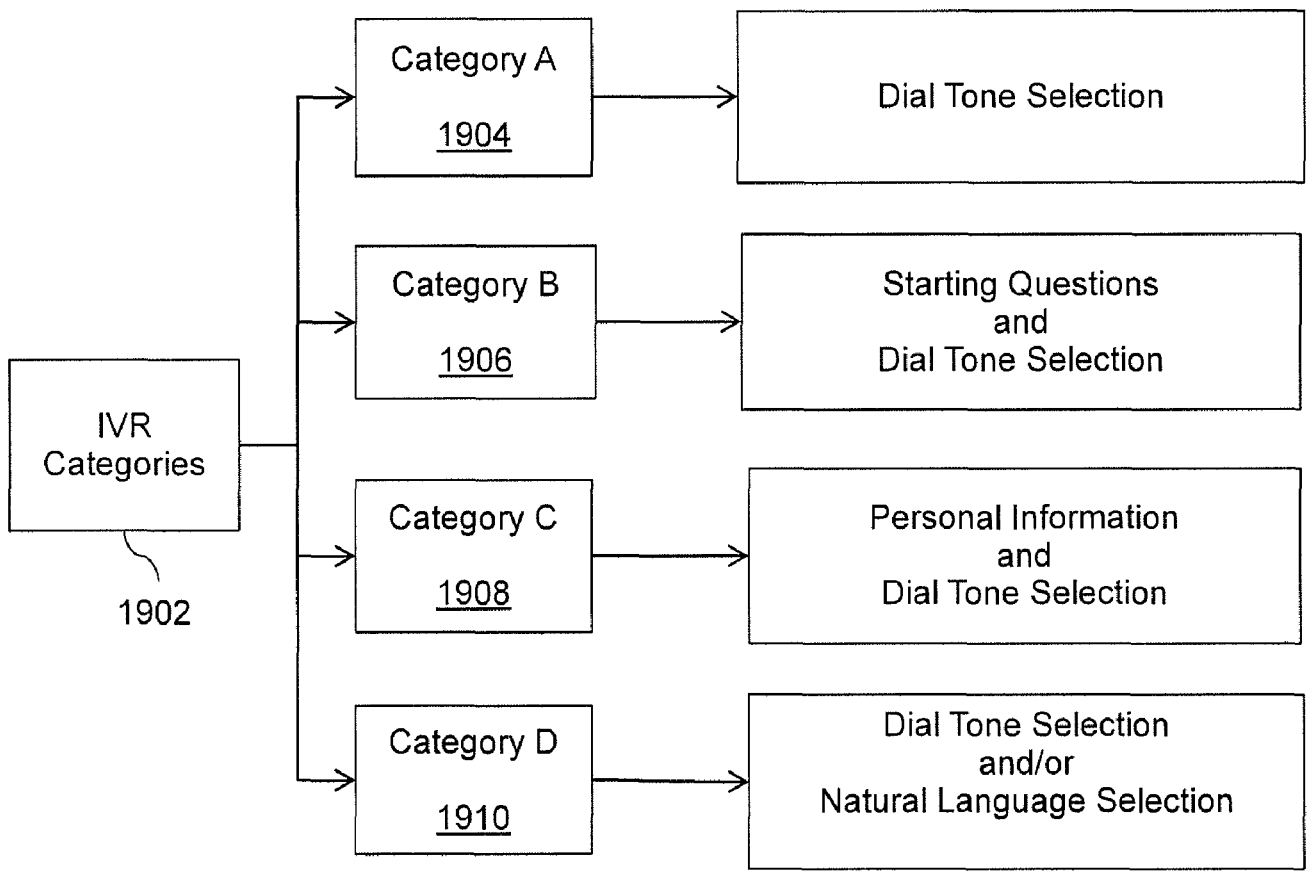 IVR
Categories
1902
Category A
1904
Dial Tone Selection
Category B
1906
Starting Questions
and
Dial Tone Selection
Category C
1908
Personal Information
and
Dial Tone Selection
Category D
1910
Dial Tone Selection
and/or
Natural Language Selection